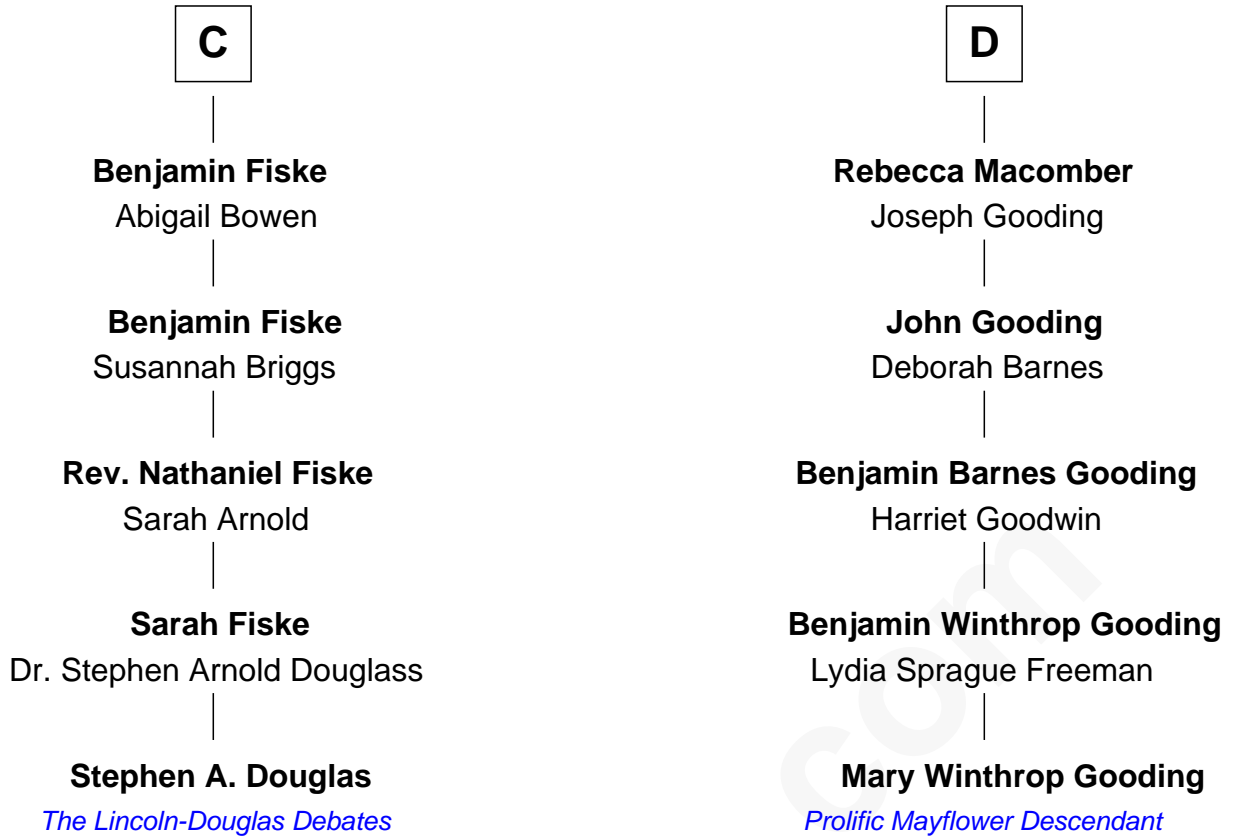 C
Benjamin Fiske
Abigail Bowen
Benjamin Fiske
Susannah Briggs
Rev. Nathaniel Fiske
Sarah Arnold
Sarah Fiske
Dr. Stephen Arnold Douglass
Stephen A. Douglas
The Lincoln-Douglas Debates
D
Rebecca Macomber
Joseph Gooding
John Gooding
Deborah Barnes
Benjamin Barnes Gooding
Harriet Goodwin
Benjamin Winthrop Gooding
Lydia Sprague Freeman
Mary Winthrop Gooding
Prolific Mayflower Descendant
com